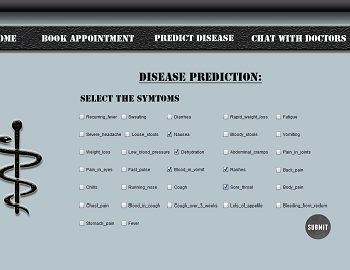 OME BOOK APPOINTMENT PREDICT DISEASE CHAT WITH DOCTORS
DISEASE PREDICTION:
SELECT THE SYMTOMS
Recurring_fever Sweating Diarrhea Rapid_weight_loss Fatigue
Severe_headache Loose_stools Nausea Bloody_stools Vomiting
Weight_loss Low_blood_pressure Dehydration Abdominal_cramps Pain_in_joints
Pain_in_eyes Fast_pulse Blood_in_vomit Rashes Back_pain
Chills Running_nose Cough Sore_throat Body_pain
Chest_pain Blood_in_cough Cough_over_3_weeks Loss_of_appetite Bleeding_from_rectum
Stomach_pain Fever
SUBMIT